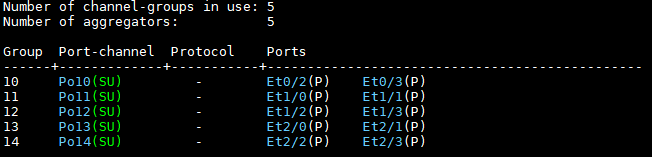 Number of channel-groups in use: 5
Number of aggregators:           5
Group  Port-channel  Protocol    Ports
------+-------------+-----------+-----------------------------------------------
10     Po10(SU)         -        Et0/2(P)    Et0/3(P)
11     Po11(SU)         -        Et1/0(P)    Et1/1(P)
12     Po12(SU)         -        Et1/2(P)    Et1/3(P)
13     Po13(SU)         -        Et2/0(P)    Et2/1(P)
14     Po14(SU)         -        Et2/2(P)    Et2/3(P)